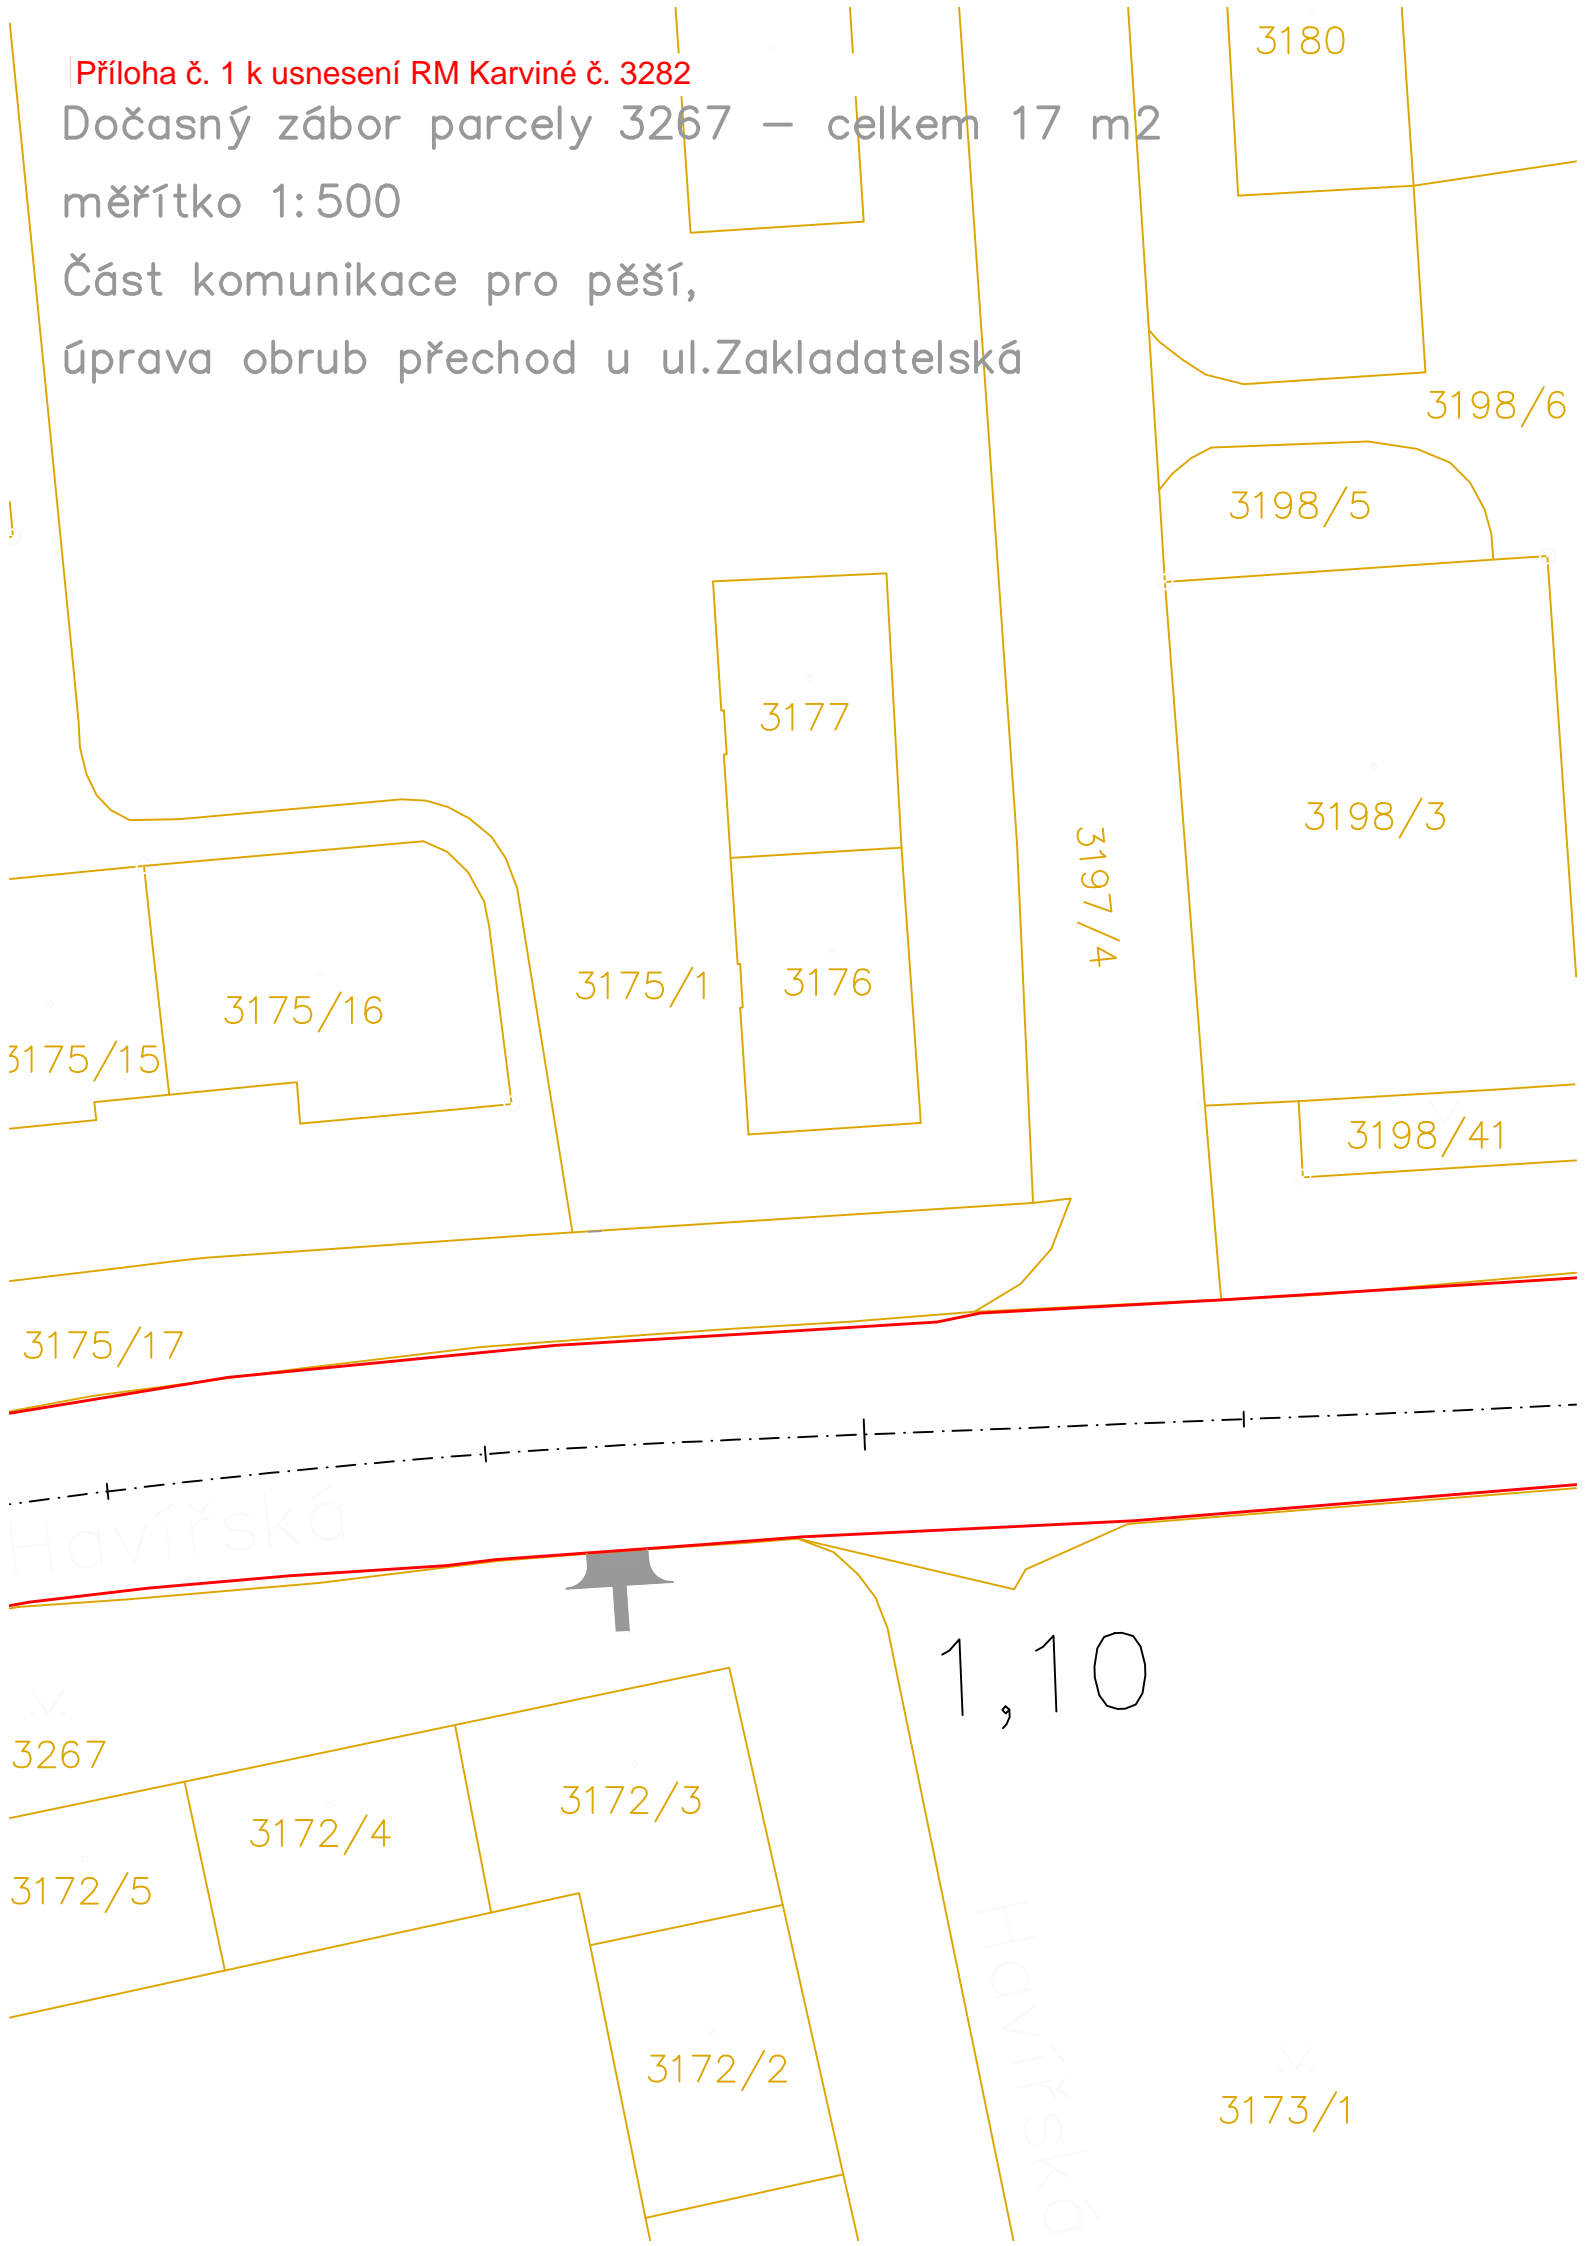 Příloha č. 1 k usnesení RM Karviné č. 3282
Dočasný zábor parcely 3267 – celkem 17 m2
měřítko 1:500
Část komunikace pro pěší,
úprava obrub přechod u ul.Zakladatelská
3180
3198/6
3198/5
3177
3198/3
3197/4
3175/1
3176
3175/16
3175/15
3198/41
3175/17
Havířská
1,10
3267
3172/3
3172/4
3172/5
Havířská
3172/2
3173/1